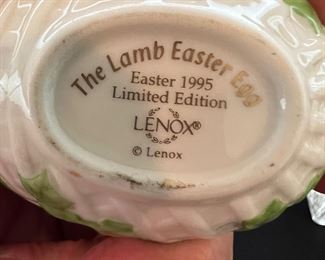 The Lamb Easter Egg
Easter 1995
Limited Edition
LENOX®
© Lenox